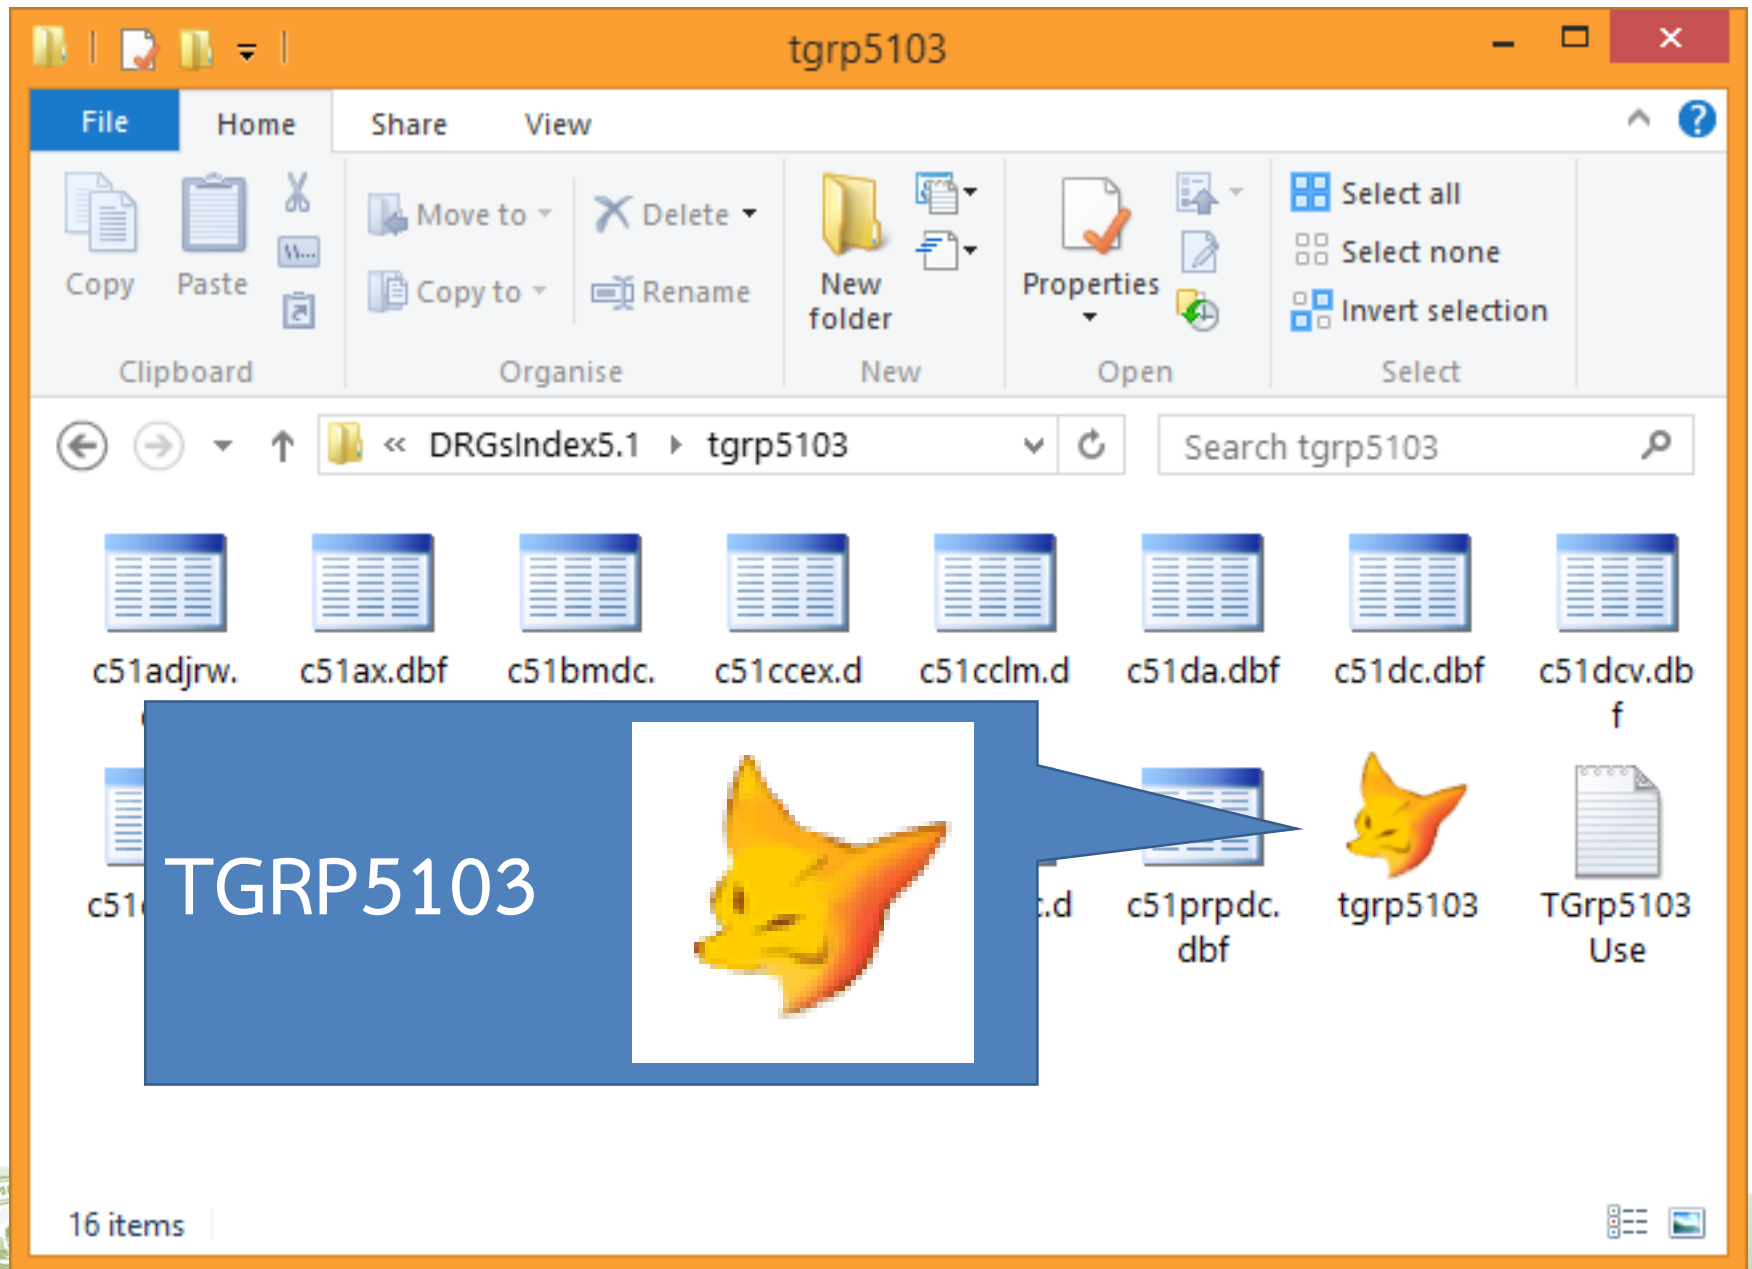 tgrp5103
File Home Share View
Copy Paste
Move to
Copy to
Delete
Rename
New folder
Properties
Select all
Select none
Invert selection
Clipboard Organise New Open Select
« DRGsIndex5.1 tgrp5103
Search tgrp5103
c51adjrw. c51ax.dbf c51bmdc. c51ccex.d c51cclm.d c51da.dbf c51dc.dbf c51dcv.db
f
TGRP5103
c51prpdc. tgrp5103 TGrp5103
dbf Use
16 items